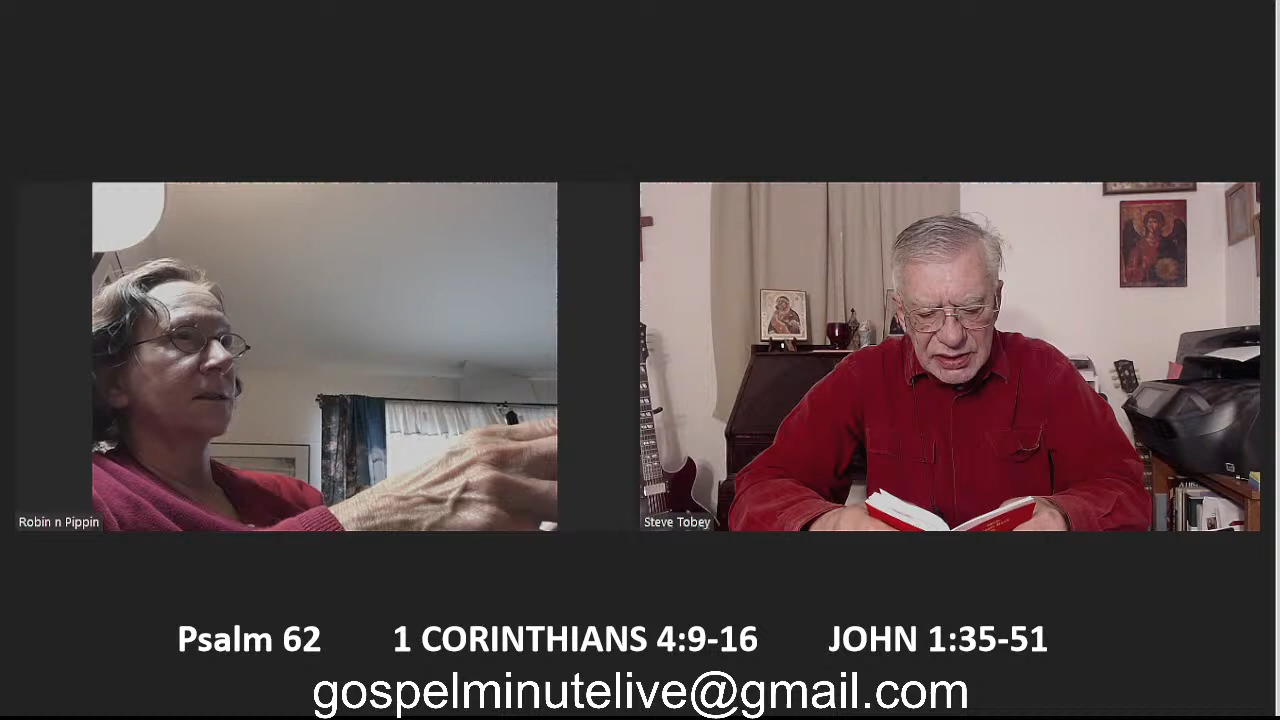 Robin n Pippin
Steve Tobey
Psalm 62 1 CORINTHIANS 4:9-16 JOHN 1:35-51
gospelminutelive@gmail.com